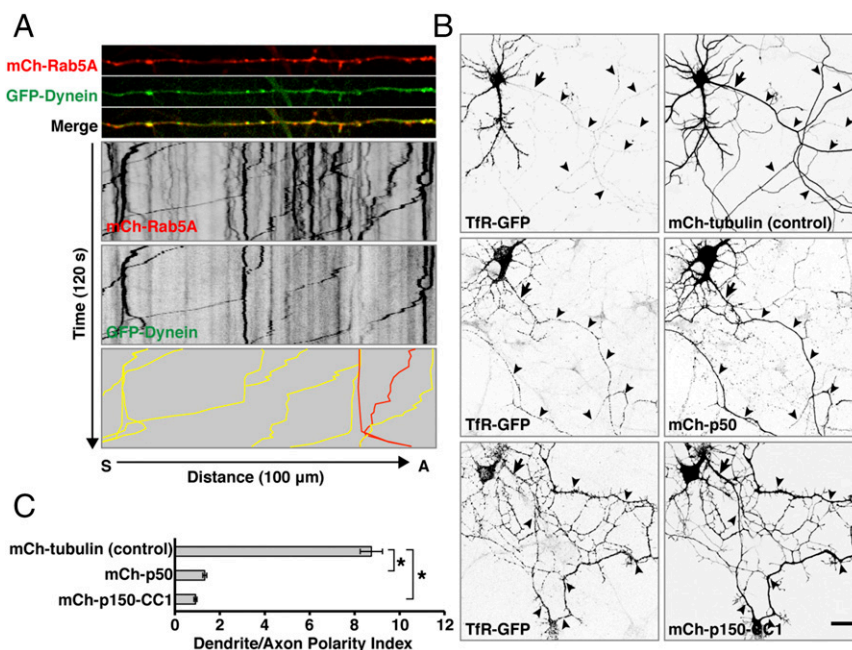 A
mCh-Rab5A
GFP-Dynein
Merge
mCh-Rab5A
GFP-Dynein
Time (120 s)
S
A
Distance (100 µm)
B
TfR-GFP
mCh-tubulin (control)
TfR-GFP
mCh-p50
TfR-GFP
mCh-p150-CC1
C
mCh-tubulin (control)
mCh-p50
mCh-p150-CC1
*
*
0 2 4 6 8 10 12
Dendrite/Axon Polarity Index